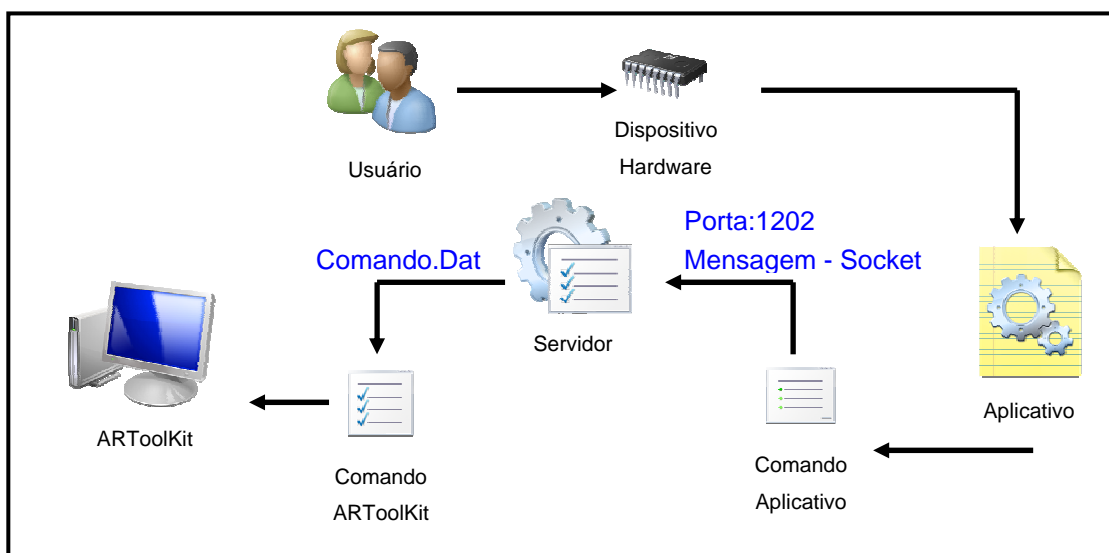 Usuário
Dispositivo
Hardware
Porta:1202
Mensagem - Socket
Comando.Dat
Servidor
Aplicativo
ARToolKit
Comando
ARToolKit
Comando
Aplicativo